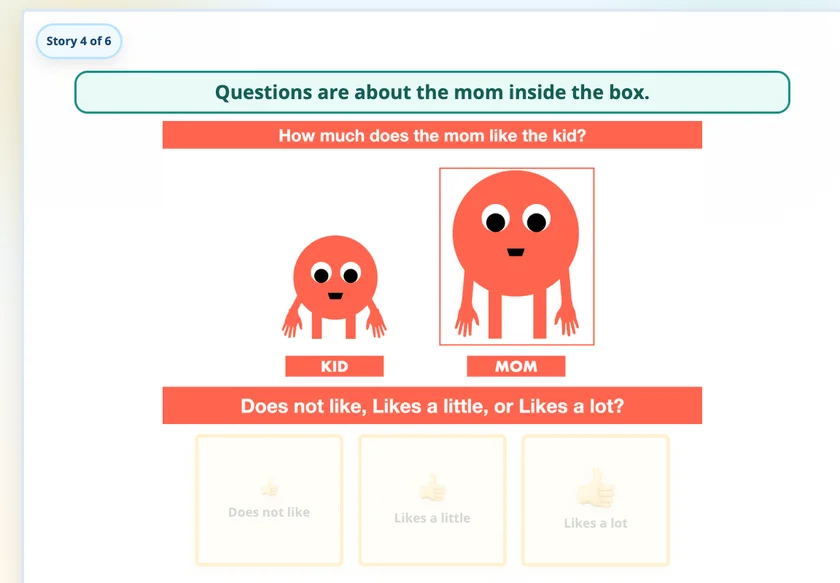 Story 4 of 6
Questions are about the mom inside the box.
How much does the mom like the kid?
KID
MOM
Does not like, Likes a little, or Likes a lot?
Does not like
Likes a little
Likes a lot